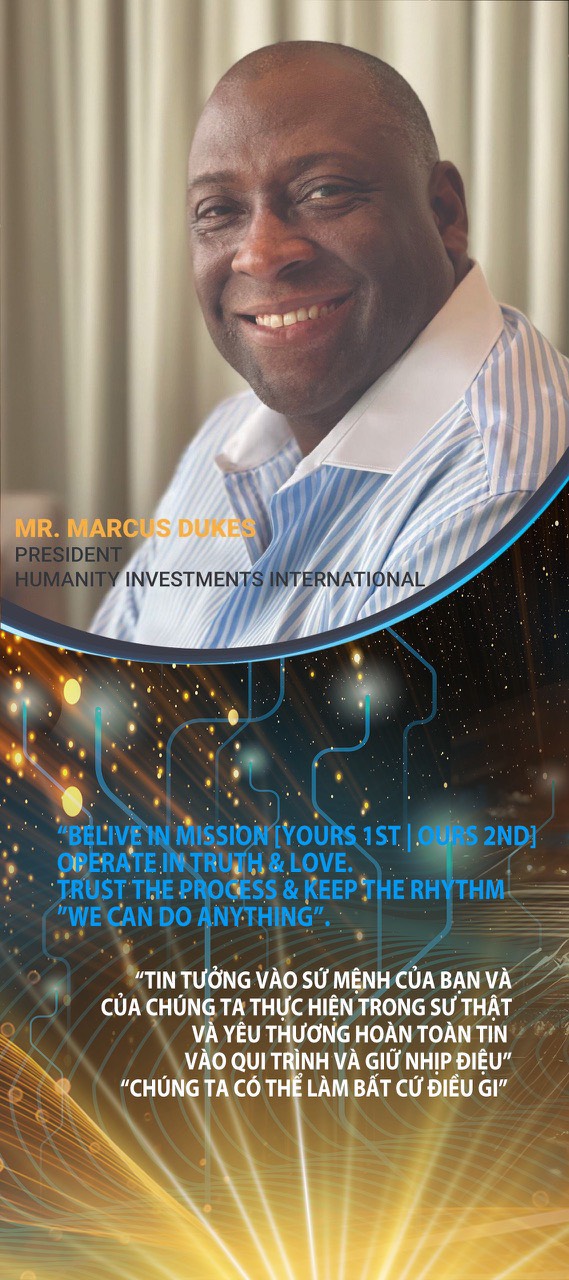 MR. MARCUS DUKES
PRESIDENT
HUMANITY INVESTMENTS INTERNATIONAL
“BELIVE IN MISSION [YOURS 1ST | OURS 2ND]
OPERATE IN TRUTH & LOVE.
TRUST THE PROCESS & KEEP THE RHYTHM
”WE CAN DO ANYTHING”.
“TIN TƯỞNG VÀO SỨ MỆNH CỦA BẠN VÀ
CỦA CHÚNG TA THỰC HIỆN TRONG SỰ THẬT
VÀ YÊU THƯƠNG HOÀN TOÀN TIN
VÀO QUI TRÌNH VÀ GIỮ NHỊP ĐIỆU”
“CHÚNG TA CÓ THỂ LÀM BẤT CỨ ĐIỀU GI”